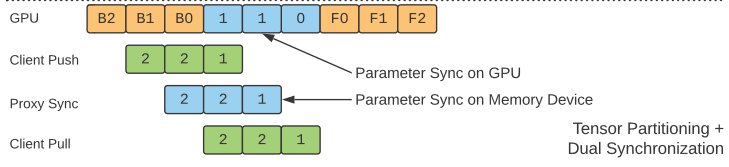 GPU B2 B1 B0 1 1 0 F0 F1 F2
Client Push 2 2 1
Parameter Sync on GPU
Proxy Sync 2 2 1 Parameter Sync on Memory Device
Client Pull 2 2 1
Tensor Partitioning +
Dual Synchronization